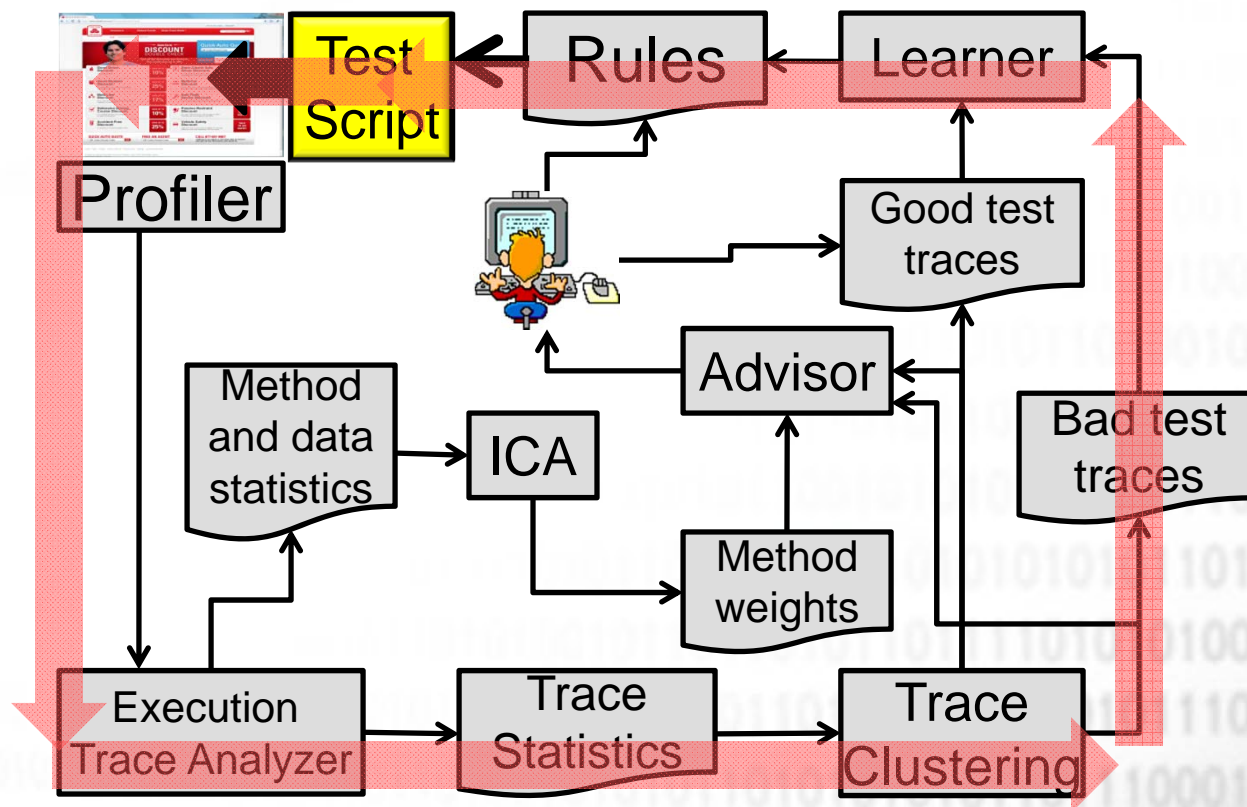 DISCOUNT
Test
Script
Rules
Learner
Profiler
Good test
traces
Advisor
Method
and data
statistics
ICA
Bad test
traces
Method
weights
Execution
Trace Analyzer
Trace
Statistics
Trace
Clustering